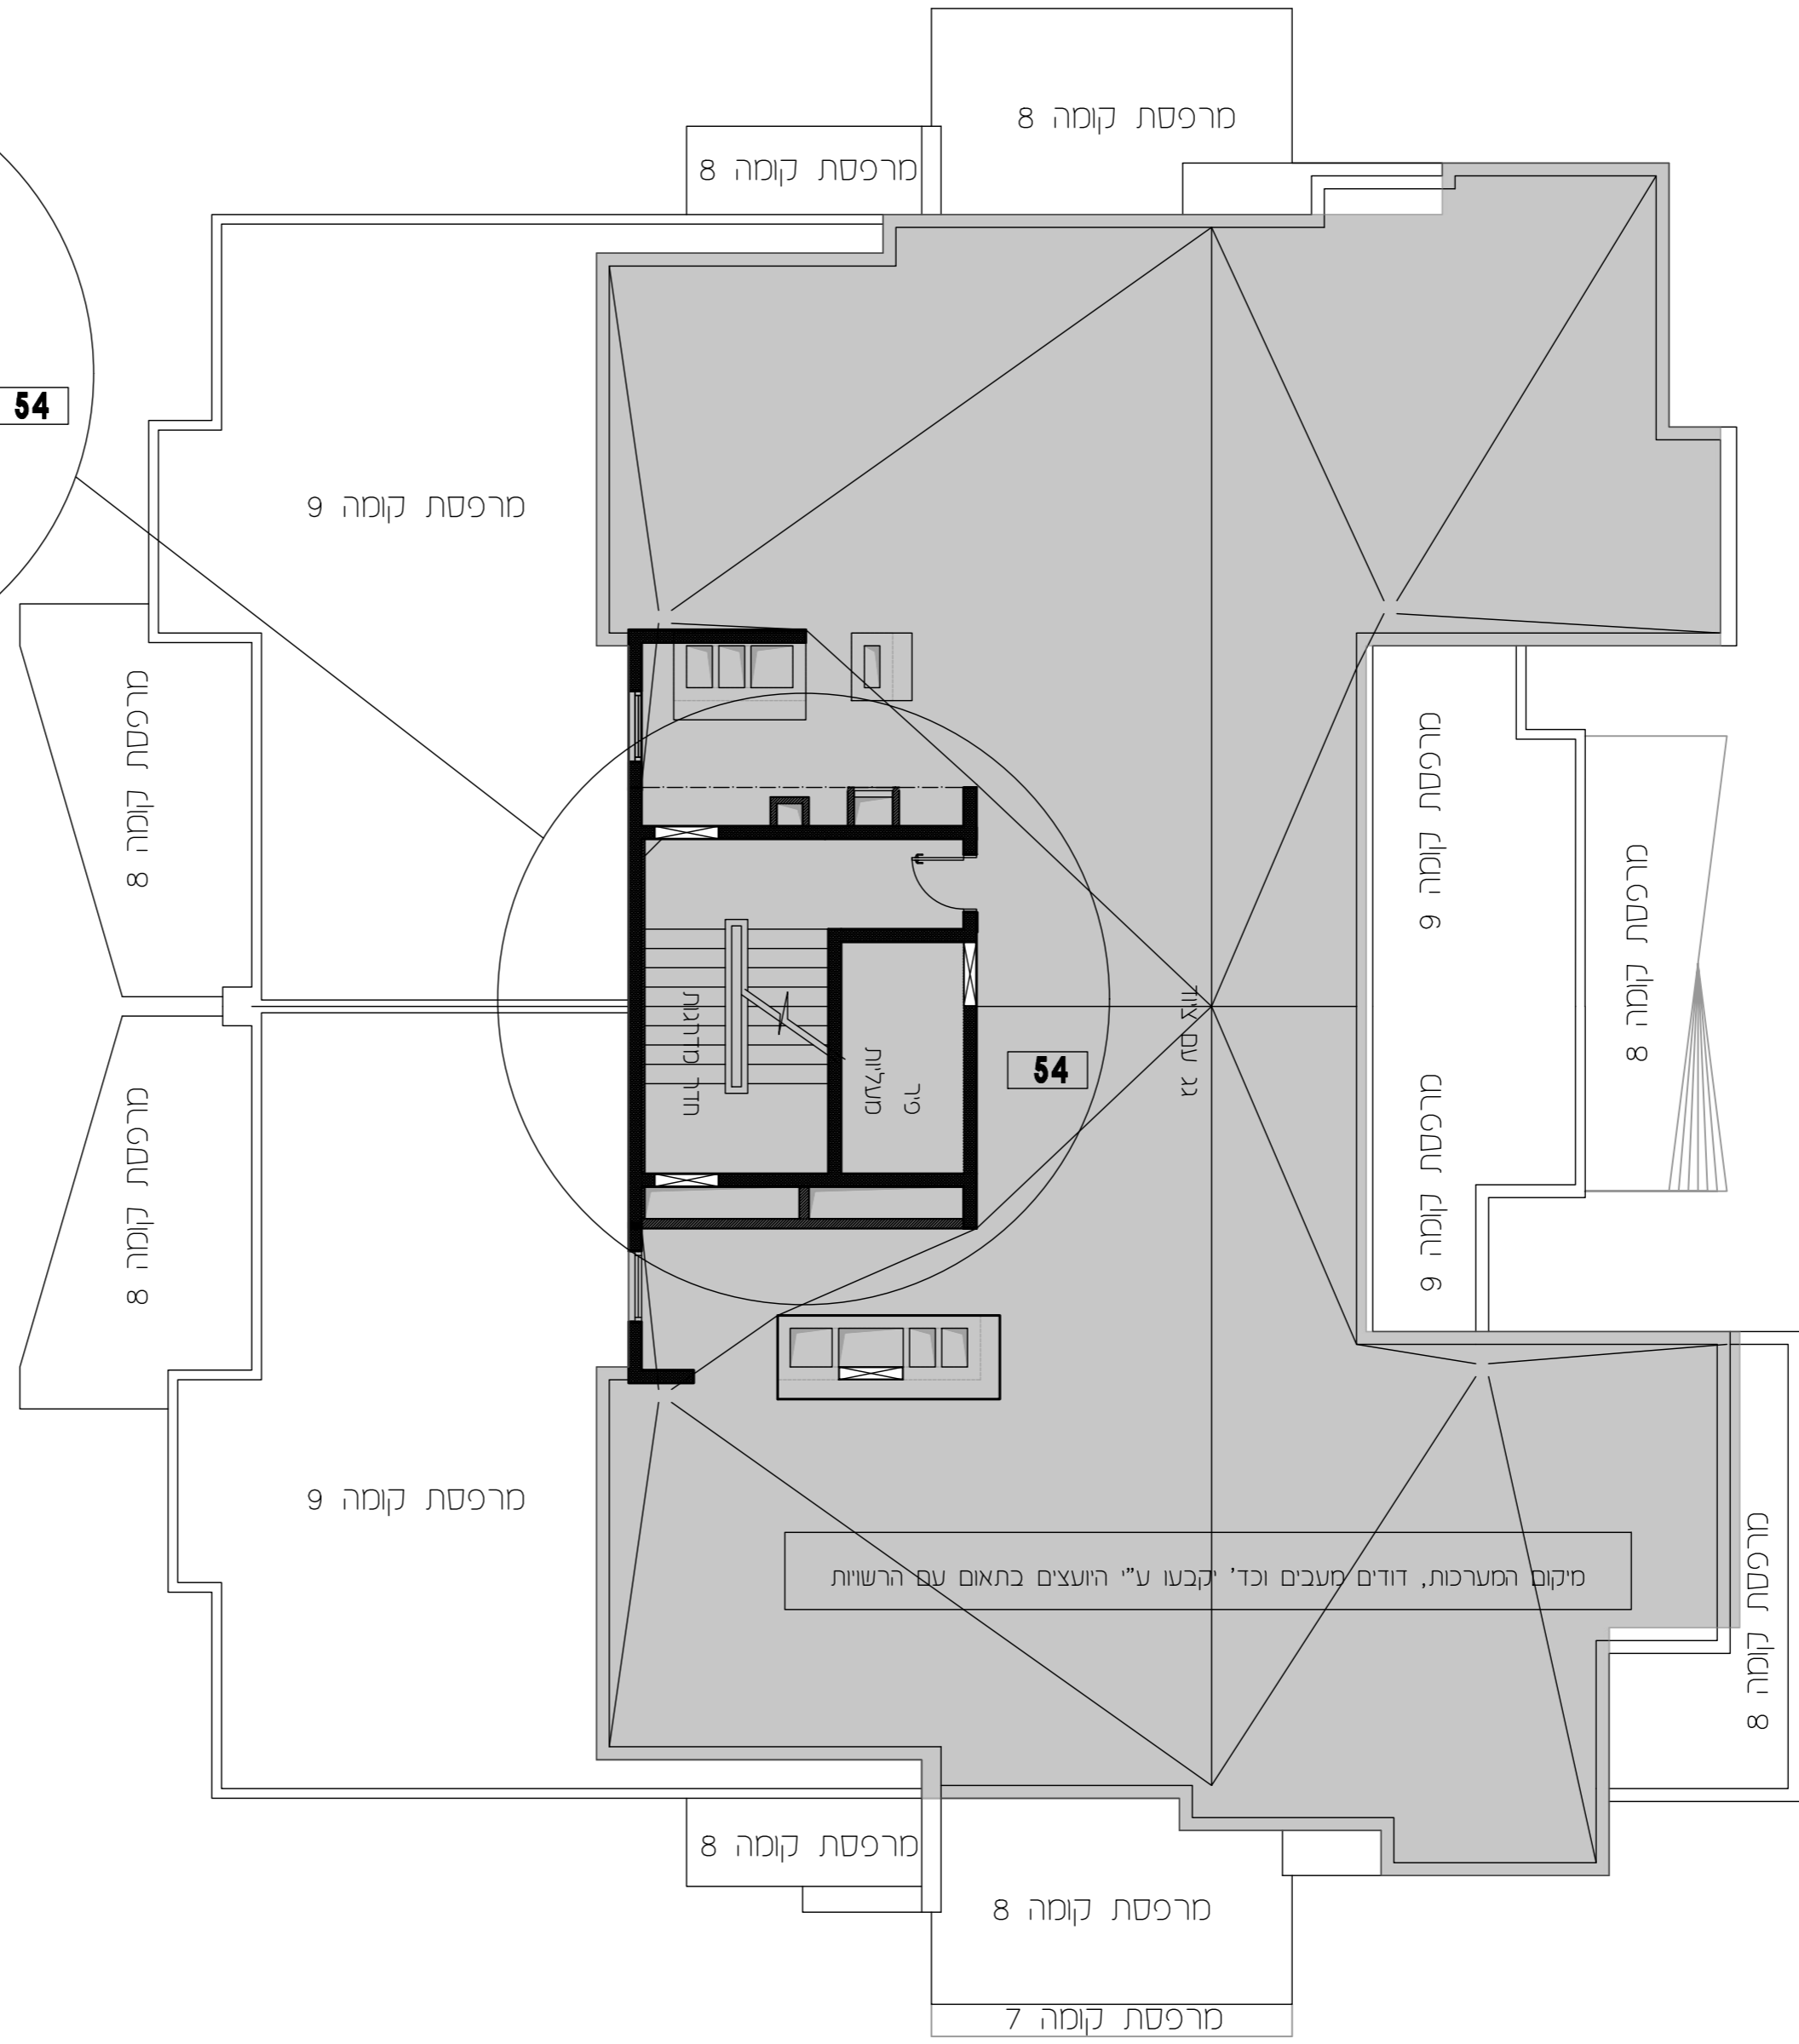 מרפסת קומה 8
מרפסת קומה 8
54
מרפסת קומה 9
מרפסת קומה 8
מרפסת קומה 9
מרפסת קומה 8
חדר מדרגות
פיר
מעליות
54
גג עם ציוד
מרפסת קומה 8
מרפסת קומה 9
מרפסת קומה 9
מיקום המערכות, דודים מעבים וכד' יקבעו ע"י היועצים בתאום עם הרשויות
מרפסת קומה 8
מרפסת קומה 8
מרפסת קומה 8
מרפסת קומה 7